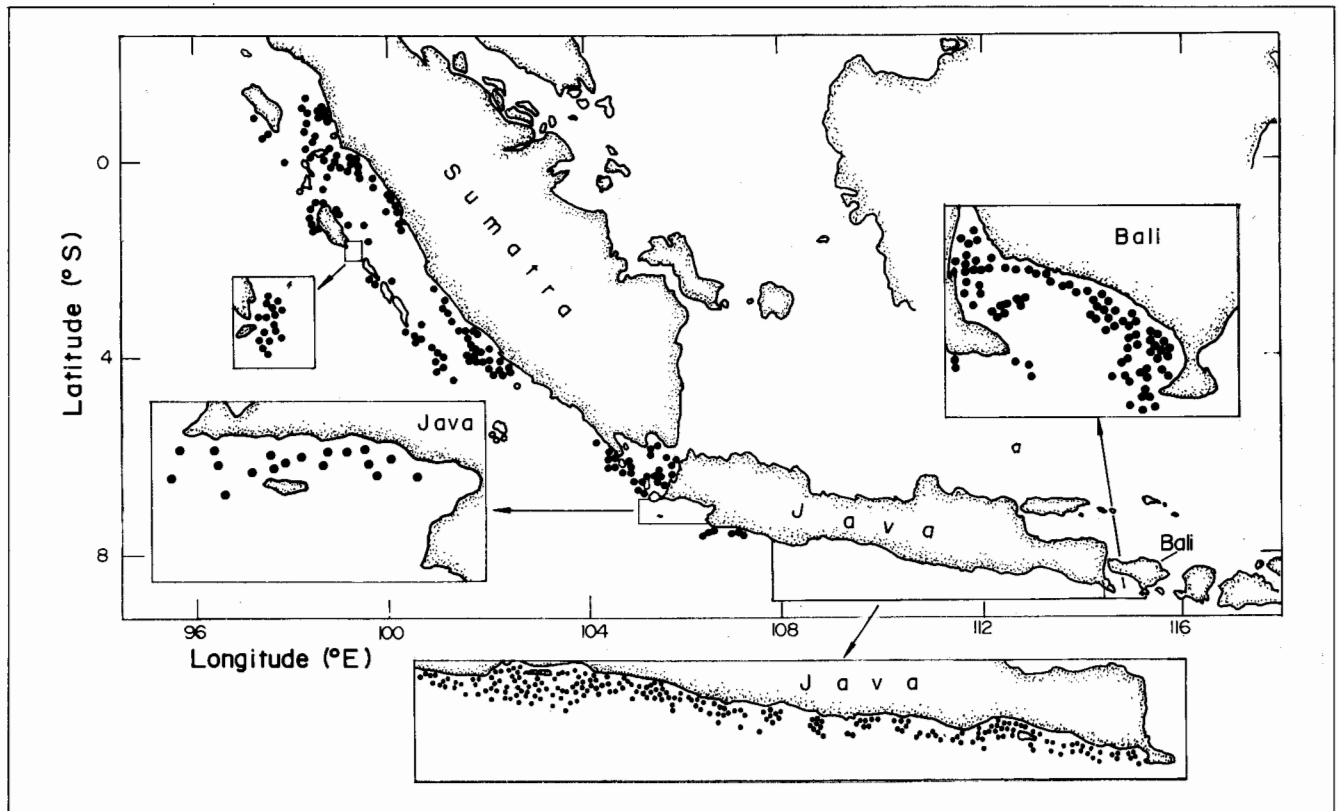 Sumatra
Bali
0
Latitude (°S)
4
Java
Java
Bali
8
96
100
104
108
112
116
Longitude (°E)
Java